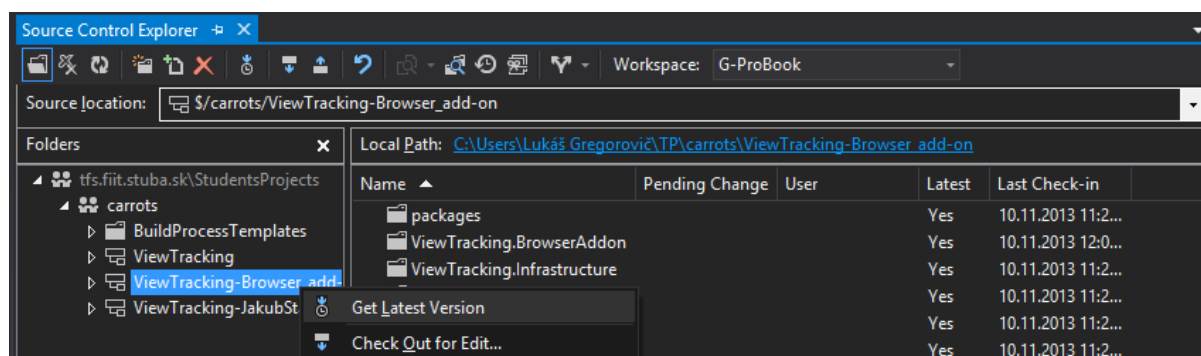 Source Control Explorer
Workspace: G-ProBook
Source location: $/carrots/ViewTracking-Browser_add-on
Folders
Local Path: C:\Users\Lukáš Gregorovič\TP\carrots\ViewTracking-Browser_add-on
tfs.fiit.stuba.sk\StudentsProjects
carrots
BuildProcessTemplates
ViewTracking
ViewTracking-Browser_add-
ViewTracking-JakubSt
Get Latest Version
Check Out for Edit...
Name Pending Change User Latest Last Check-in
packages Yes 10.11.2013 11:2...
ViewTracking.BrowserAddon Yes 10.11.2013 12:0...
ViewTracking.Infrastructure Yes 10.11.2013 11:2...
Yes 10.11.2013 11:2...
Yes 10.11.2013 11:2...
Yes 10.11.2013 11:2...